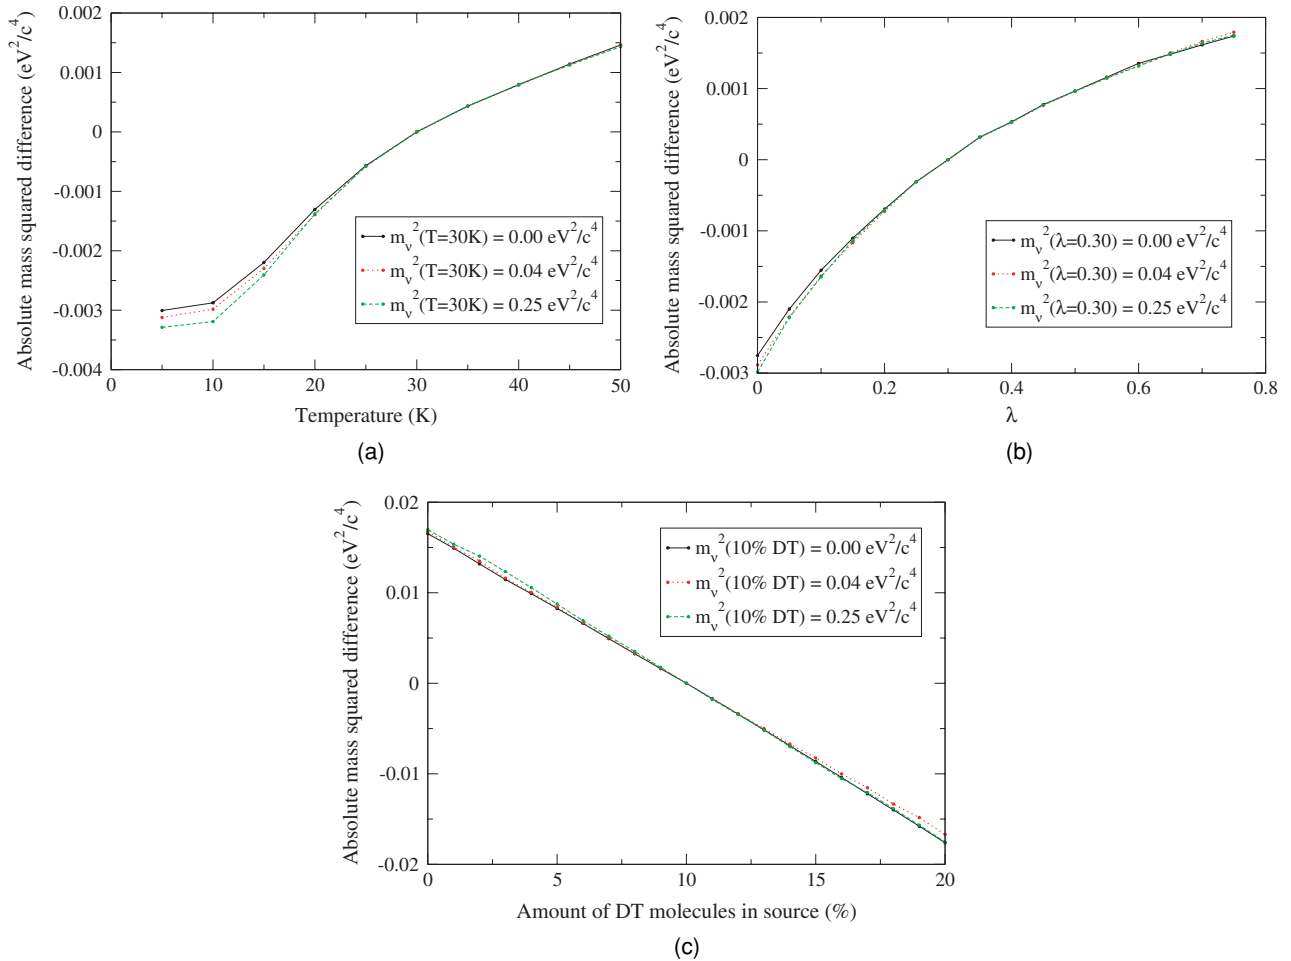 0.002
0.001
0
-0.001
-0.002
-0.003
-0.004
Absolute mass squared difference (eV²/c⁴)
m_ν²(T=30K) = 0.00 eV²/c⁴
m_ν²(T=30K) = 0.04 eV²/c⁴
m_ν²(T=30K) = 0.25 eV²/c⁴
0 10 20 30 40 50
Temperature (K)
(a)
0.002
0.001
0
-0.001
-0.002
-0.003
Absolute mass squared difference (eV²/c⁴)
m_ν²(λ=0.30) = 0.00 eV²/c⁴
m_ν²(λ=0.30) = 0.04 eV²/c⁴
m_ν²(λ=0.30) = 0.25 eV²/c⁴
0 0.2 0.4 0.6 0.8
λ
(b)
0.02
0.01
0
-0.01
-0.02
Absolute mass squared difference (eV²/c⁴)
m_ν²(10% DT) = 0.00 eV²/c⁴
m_ν²(10% DT) = 0.04 eV²/c⁴
m_ν²(10% DT) = 0.25 eV²/c⁴
0 5 10 15 20
Amount of DT molecules in source (%)
(c)